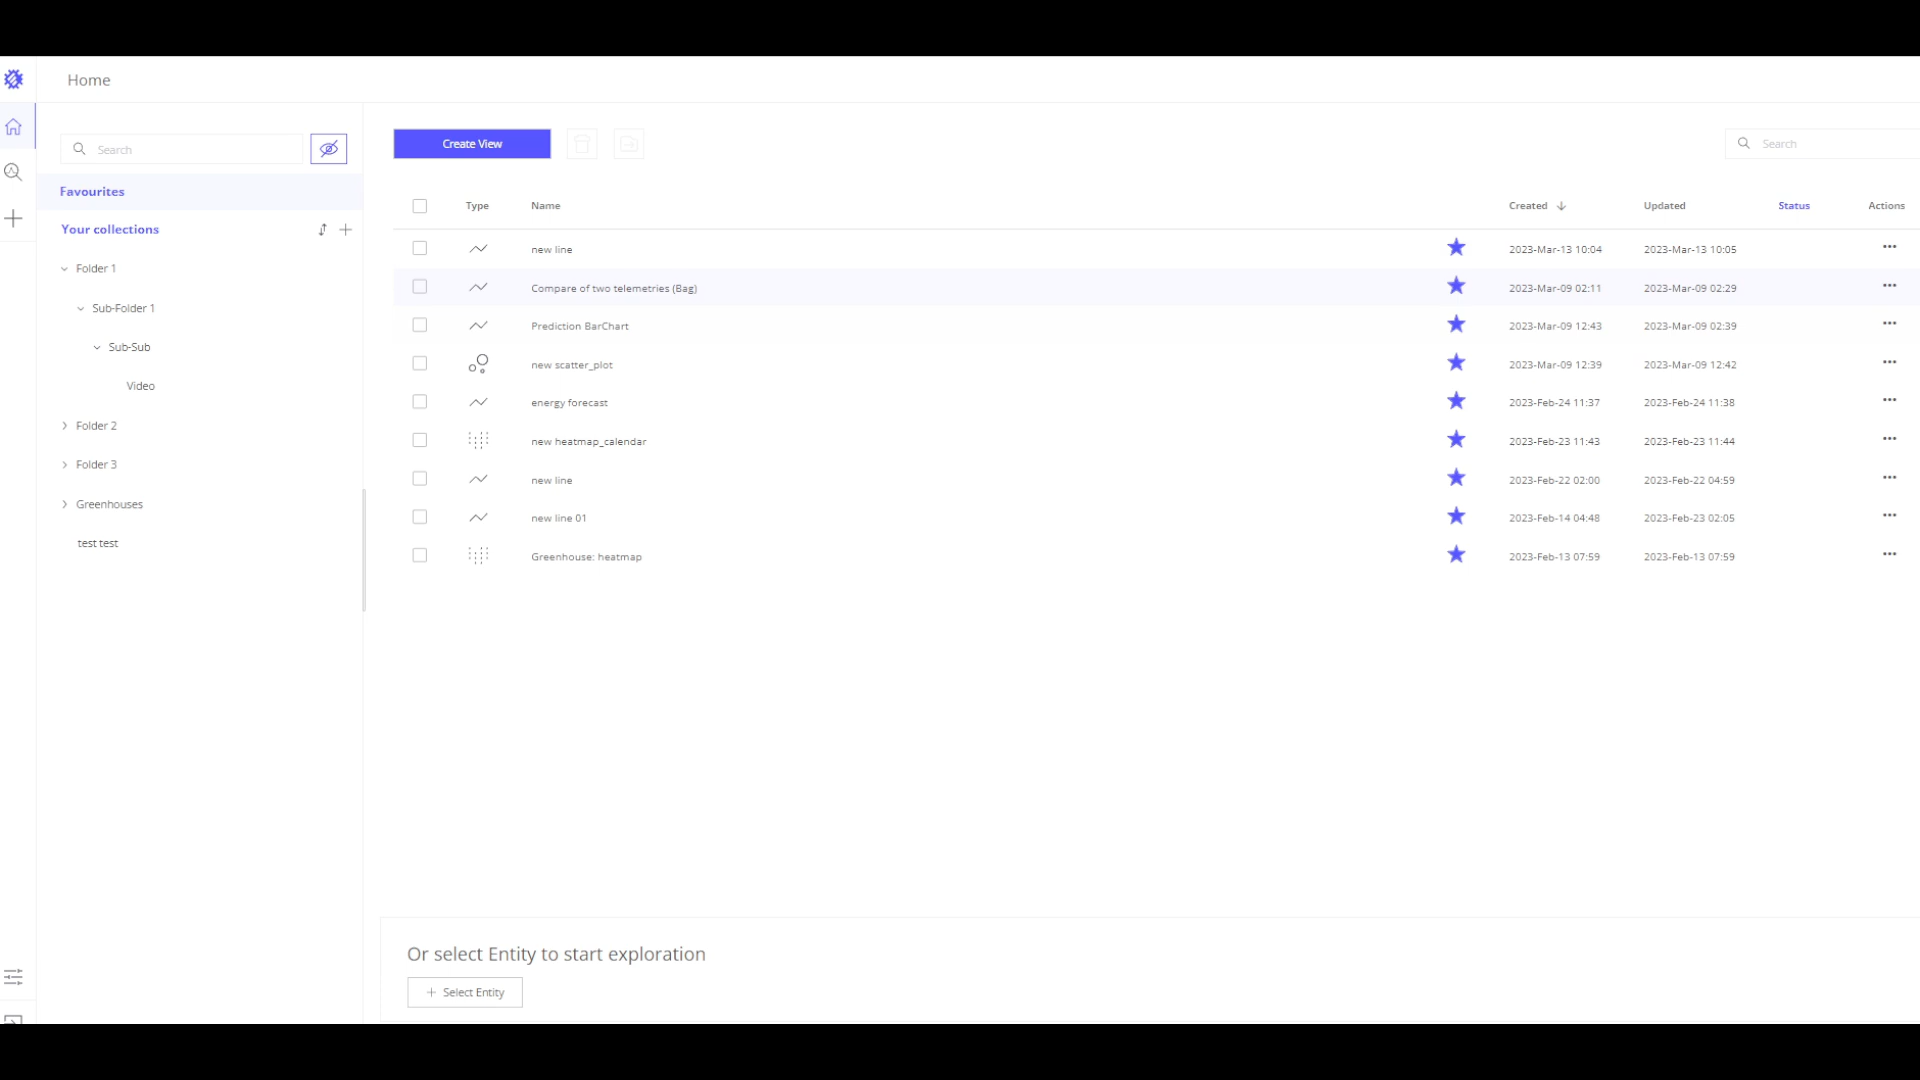 Home
Search
Create View
Search
Favourites
Type Name Created Updated Status Actions
Your collections
new line 2023-Mar-13 10:04 2023-Mar-13 10:05
Folder 1
Compare of two telemetries (Bag) 2023-Mar-09 02:11 2023-Mar-09 02:29
Sub-Folder 1
Prediction BarChart 2023-Mar-09 12:43 2023-Mar-09 02:39
Sub-Sub
new scatter_plot 2023-Mar-09 12:39 2023-Mar-09 12:42
Video
energy forecast 2023-Feb-24 11:37 2023-Feb-24 11:38
Folder 2
new heatmap_calendar 2023-Feb-23 11:43 2023-Feb-23 11:44
Folder 3
new line 2023-Feb-22 02:00 2023-Feb-22 04:59
Greenhouses
new line 01 2023-Feb-14 04:48 2023-Feb-23 02:05
test test
Greenhouse: heatmap 2023-Feb-13 07:59 2023-Feb-13 07:59
Or select Entity to start exploration
Select Entity